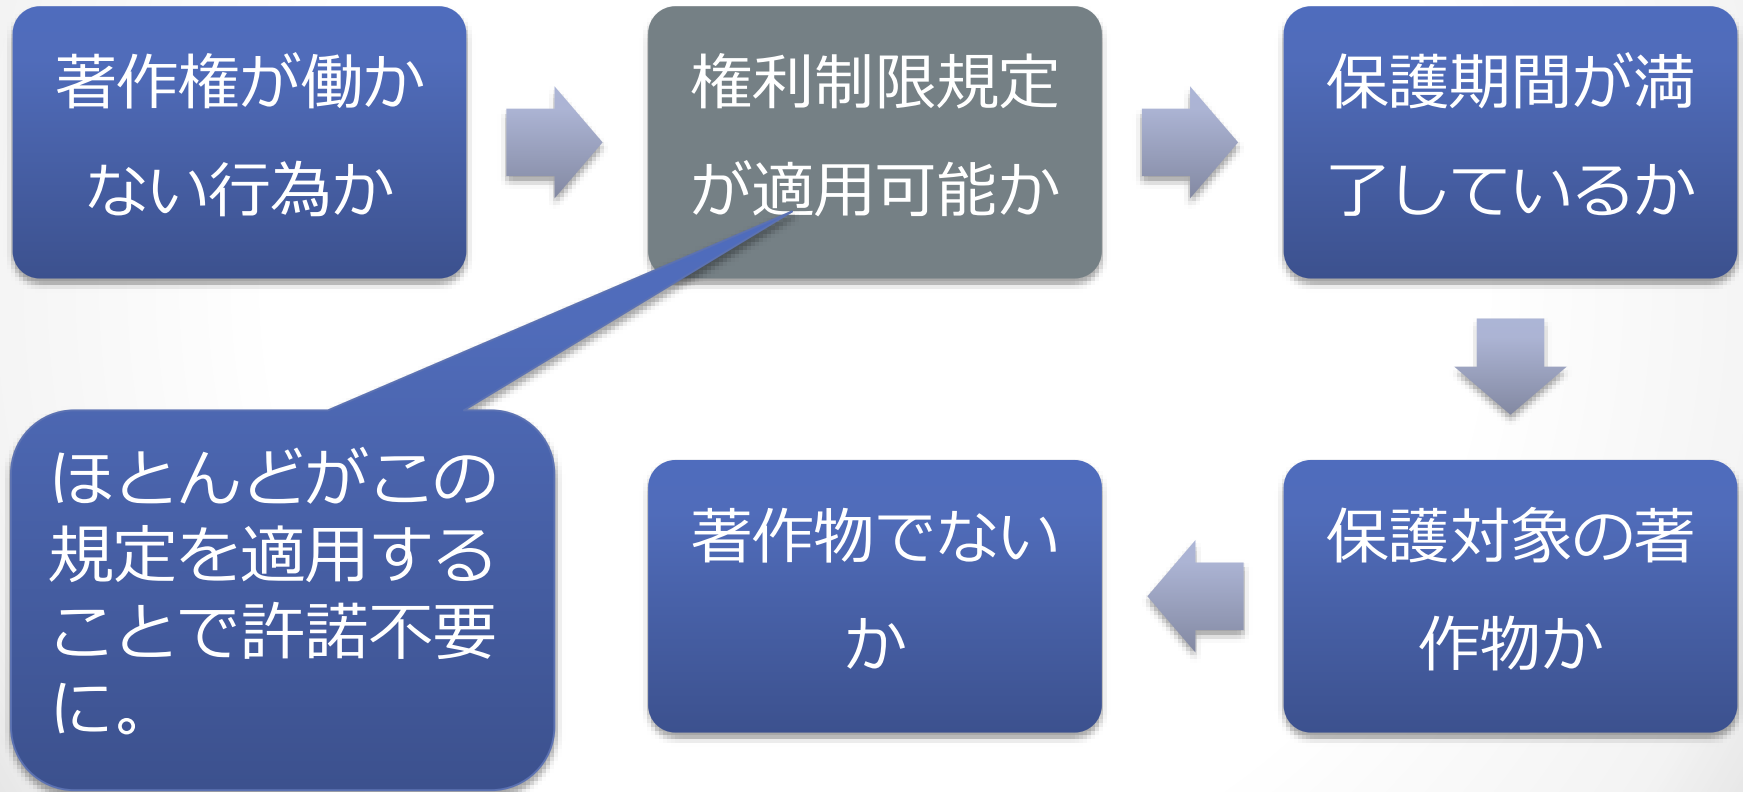 著作権が働か
ない行為か
権利制限規定
が適用可能か
保護期間が満
了しているか
保護対象の著
作物か
著作物でない
か
ほとんどがこの
規定を適用する
ことで許諾不要
に。